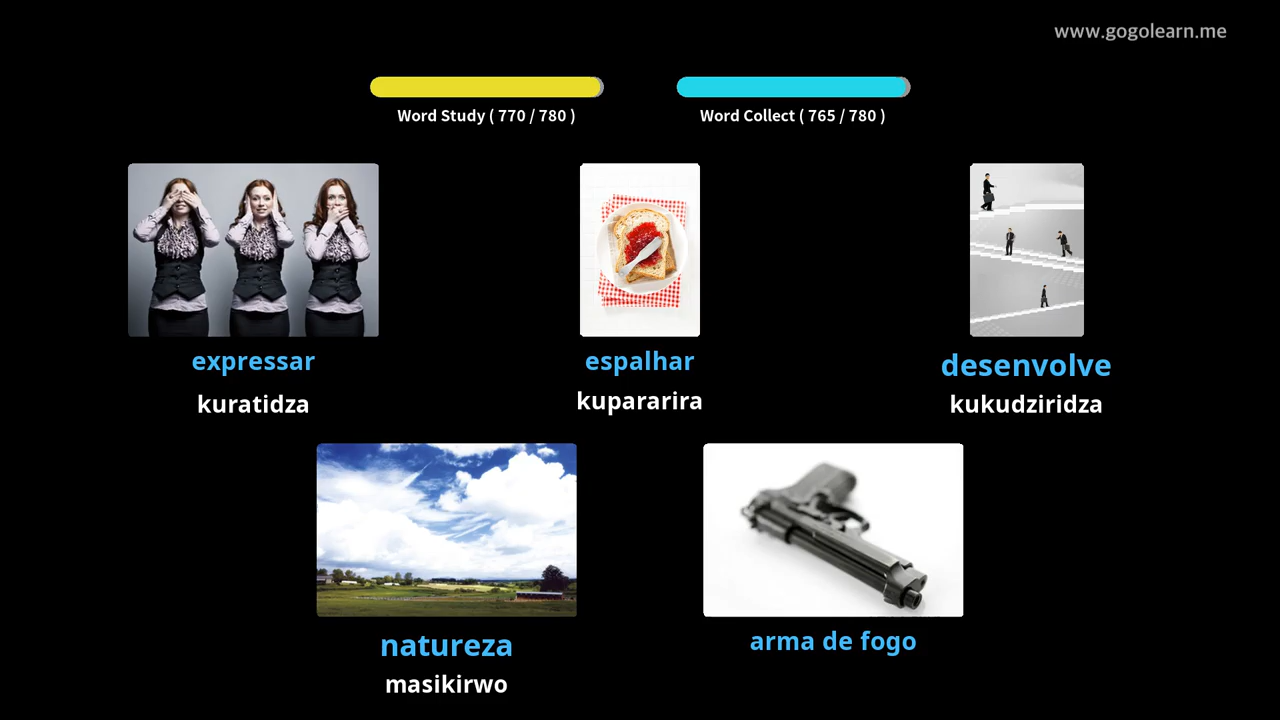 www.gogolearn.me
Word Study ( 770 / 780 )
Word Collect ( 765 / 780 )
expressar
espalhar
desenvolve
kuratidza
kupararira
kukudziridza
natureza
arma de fogo
masikirwo